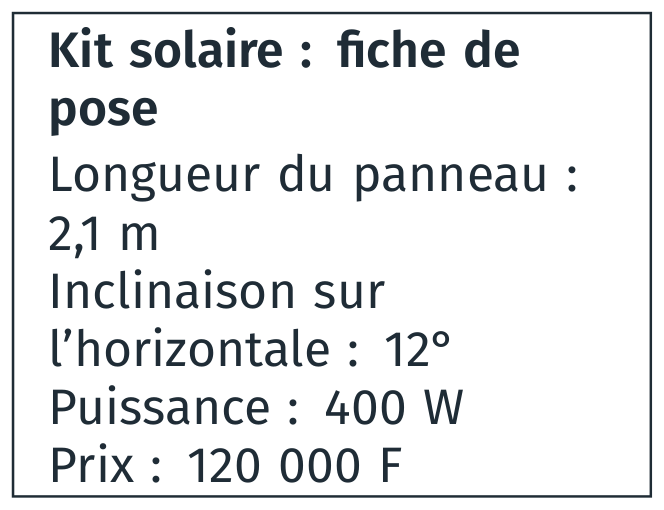 Kit solaire : fiche de
pose
Longueur du panneau :
2,1 m
Inclinaison sur
l’horizontale : 12°
Puissance : 400 W
Prix : 120 000 F